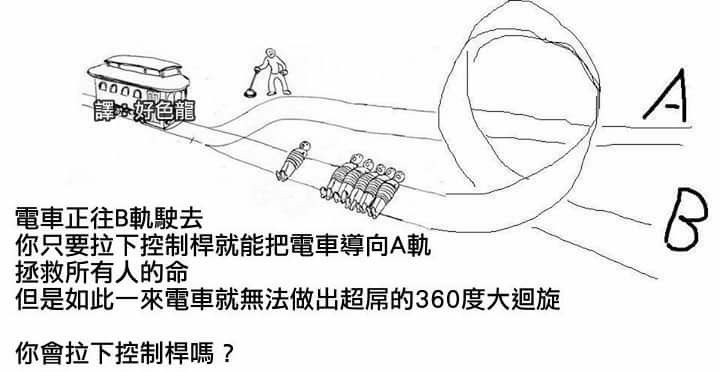 譯 好色龍
A
B
電車正往B軌駛去
你只要拉下控制桿就能把電車導向A軌
拯救所有人的命
但是如此一來電車就無法做出超屌的360度大迴旋
你會拉下控制桿嗎？